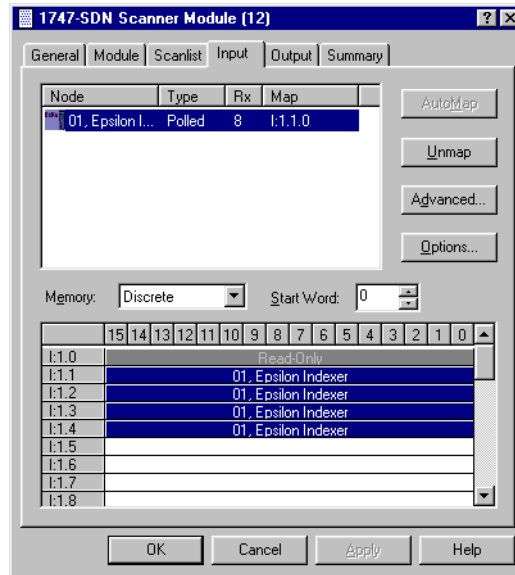 1747-SDN Scanner Module (12)
General Module Scanlist Input Output Summary
Node Type Rx Map
01, Epsilon I... Polled 8 I:1.1.0
AutoMap
Unmap
Advanced...
Options...
Memory: Discrete Start Word: 0
15 14 13 12 11 10 9 8 7 6 5 4 3 2 1 0
I:1.0 Read-Only
I:1.1 01, Epsilon Indexer
I:1.2 01, Epsilon Indexer
I:1.3 01, Epsilon Indexer
I:1.4 01, Epsilon Indexer
I:1.5
I:1.6
I:1.7
I:1.8
OK Cancel Apply Help